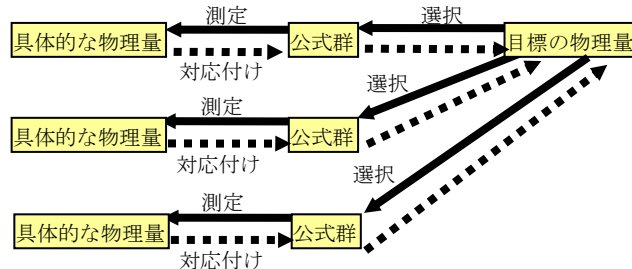 測定
選択
具体的な物理量
公式群
目標の物理量
対応付け
選択
測定
具体的な物理量
公式群
対応付け
選択
測定
具体的な物理量
公式群
対応付け